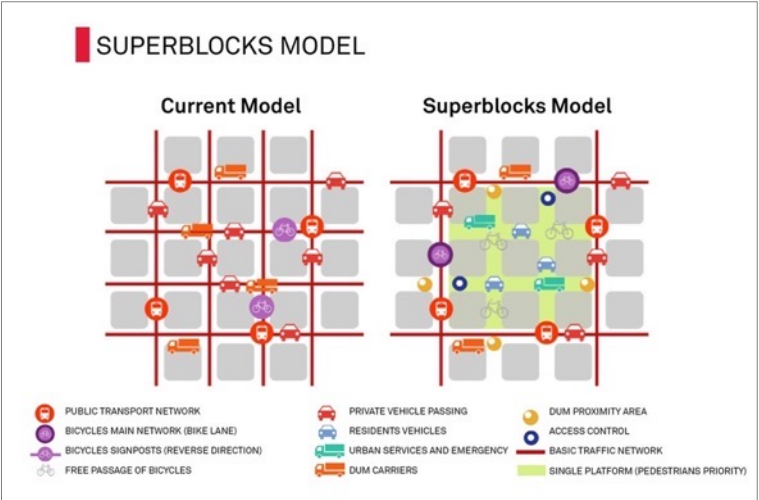 SUPERBLOCKS MODEL
Current Model
Superblocks Model
PUBLIC TRANSPORT NETWORK
BICYCLES MAIN NETWORK (BIKE LANE)
BICYCLES SIGNPOSTS (REVERSE DIRECTION)
FREE PASSAGE OF BICYCLES
PRIVATE VEHICLE PASSING
RESIDENTS VEHICLES
URBAN SERVICES AND EMERGENCY
DUM CARRIERS
DUM PROXIMITY AREA
ACCESS CONTROL
BASIC TRAFFIC NETWORK
SINGLE PLATFORM (PEDESTRIANS PRIORITY)